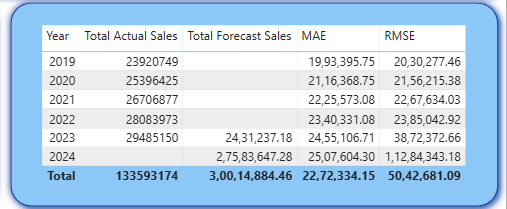 Year Total Actual Sales Total Forecast Sales MAE RMSE
2019 23920749 19,93,395.75 20,30,277.46
2020 25396425 21,16,368.75 21,56,215.38
2021 26706877 22,25,573.08 22,67,634.03
2022 28083973 23,40,331.08 23,85,042.92
2023 29485150 24,31,237.18 24,55,106.71 38,72,372.66
2024 2,75,83,647.28 25,07,604.30 1,12,84,343.18
Total 133593174 3,00,14,884.46 22,72,334.15 50,42,681.09